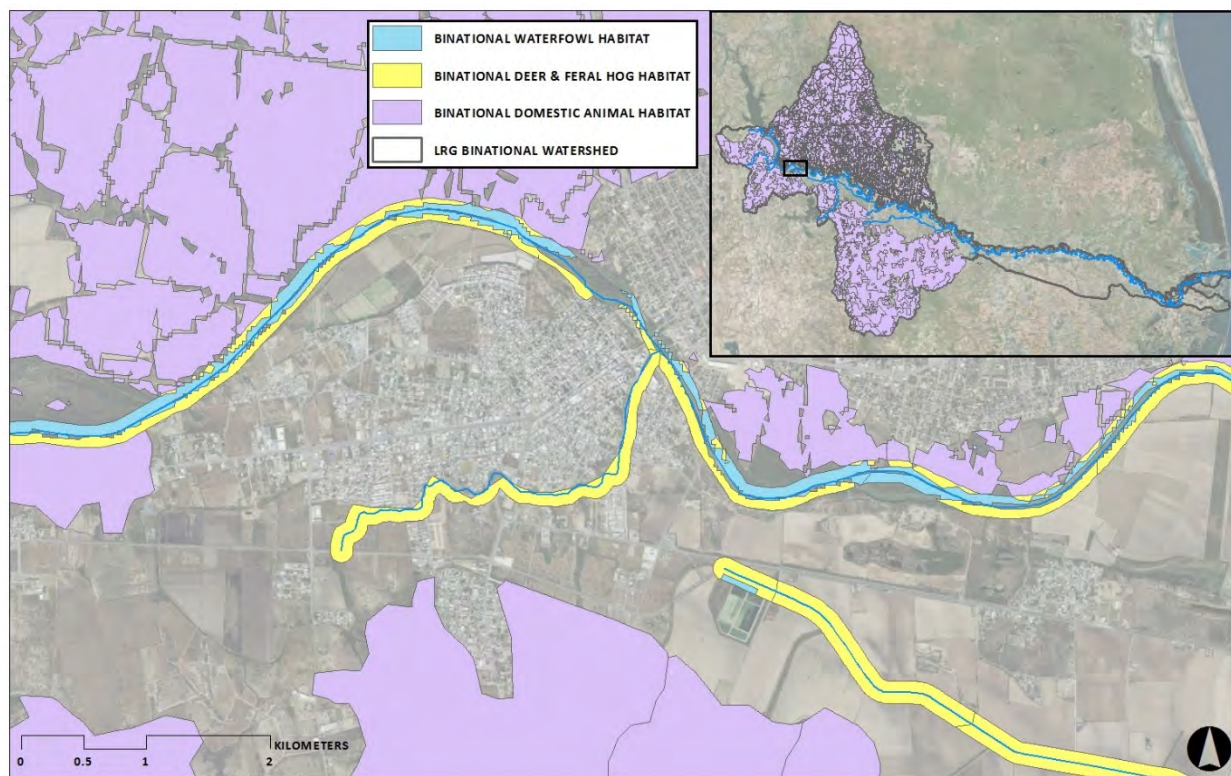 BINATIONAL WATERFOWL HABITAT
BINATIONAL DEER & FERAL HOG HABITAT
BINATIONAL DOMESTIC ANIMAL HABITAT
LRG BINATIONAL WATERSHED
KILOMETERS
0 0.5 1 2